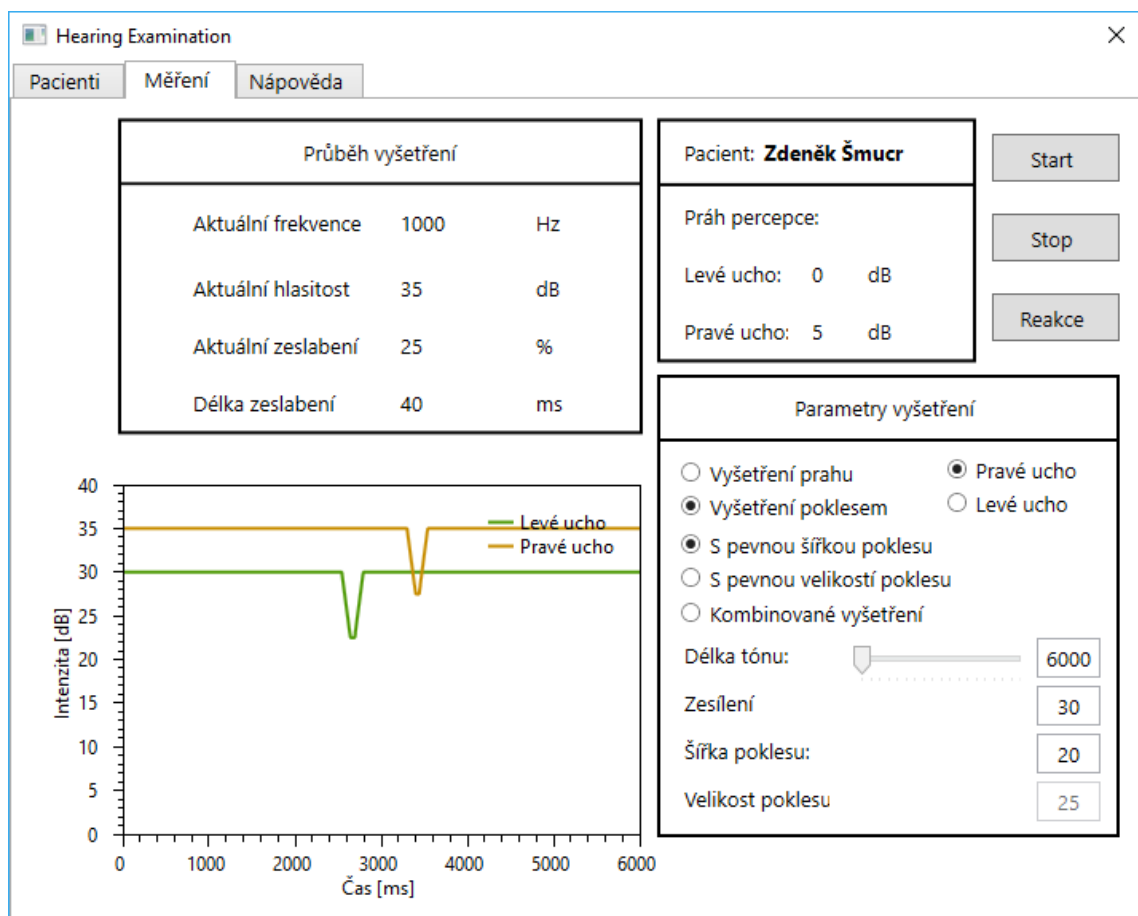 Hearing Examination
Pacienti Měření Nápověda
Průběh vyšetření
Aktuální frekvence 1000 Hz
Aktuální hlasitost 35 dB
Aktuální zeslabení 25 %
Délka zeslabení 40 ms
Pacient: Zdeněk Šmucr
Práh percepce:
Levé ucho: 0 dB
Pravé ucho: 5 dB
Start
Stop
Reakce
Parametry vyšetření
Vyšetření prahu
Pravé ucho
Vyšetření poklesem
Levé ucho
S pevnou šířkou poklesu
S pevnou velikostí poklesu
Kombinované vyšetření
Délka tónu: 6000
Zesílení 30
Šířka poklesu: 20
Velikost poklesu 25
Intenzita [dB]
40
35
30
25
20
15
10
5
0
Levé ucho
Pravé ucho
0 1000 2000 3000 4000 5000 6000
Čas [ms]